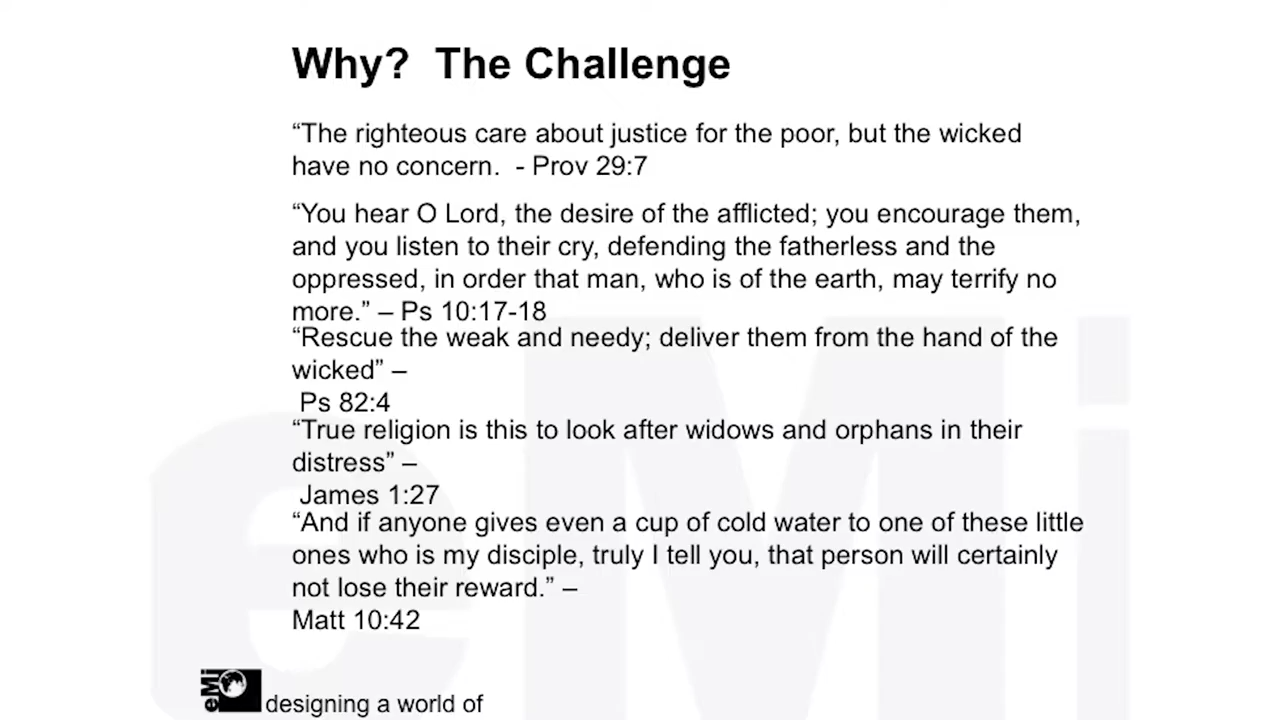 Why?  The Challenge
“The righteous care about justice for the poor, but the wicked
have no concern.  - Prov 29:7
“You hear O Lord, the desire of the afflicted; you encourage them,
and you listen to their cry, defending the fatherless and the
oppressed, in order that man, who is of the earth, may terrify no
more.” – Ps 10:17-18
“Rescue the weak and needy; deliver them from the hand of the
wicked” –
Ps 82:4
“True religion is this to look after widows and orphans in their
distress” –
James 1:27
“And if anyone gives even a cup of cold water to one of these little
ones who is my disciple, truly I tell you, that person will certainly
not lose their reward.” –
Matt 10:42
eMi
eMi designing a world of